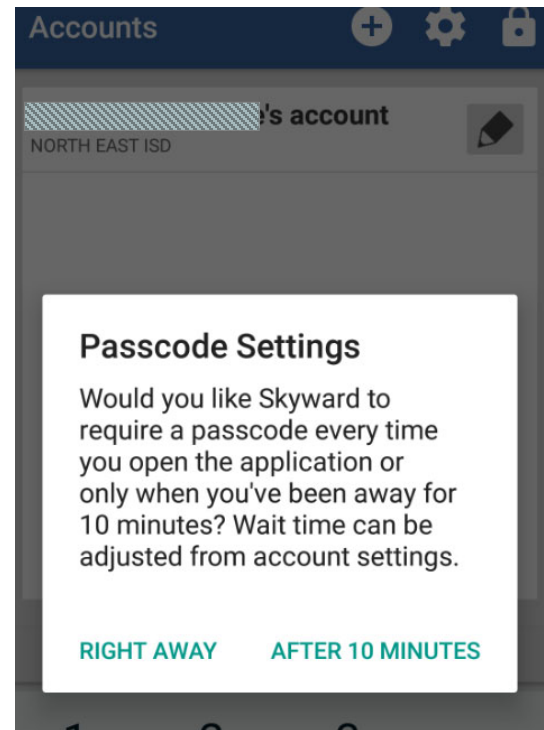 Accounts
's account
NORTH EAST ISD
Passcode Settings
Would you like Skyward to
require a passcode every time
you open the application or
only when you've been away for
10 minutes? Wait time can be
adjusted from account settings.
RIGHT AWAY AFTER 10 MINUTES